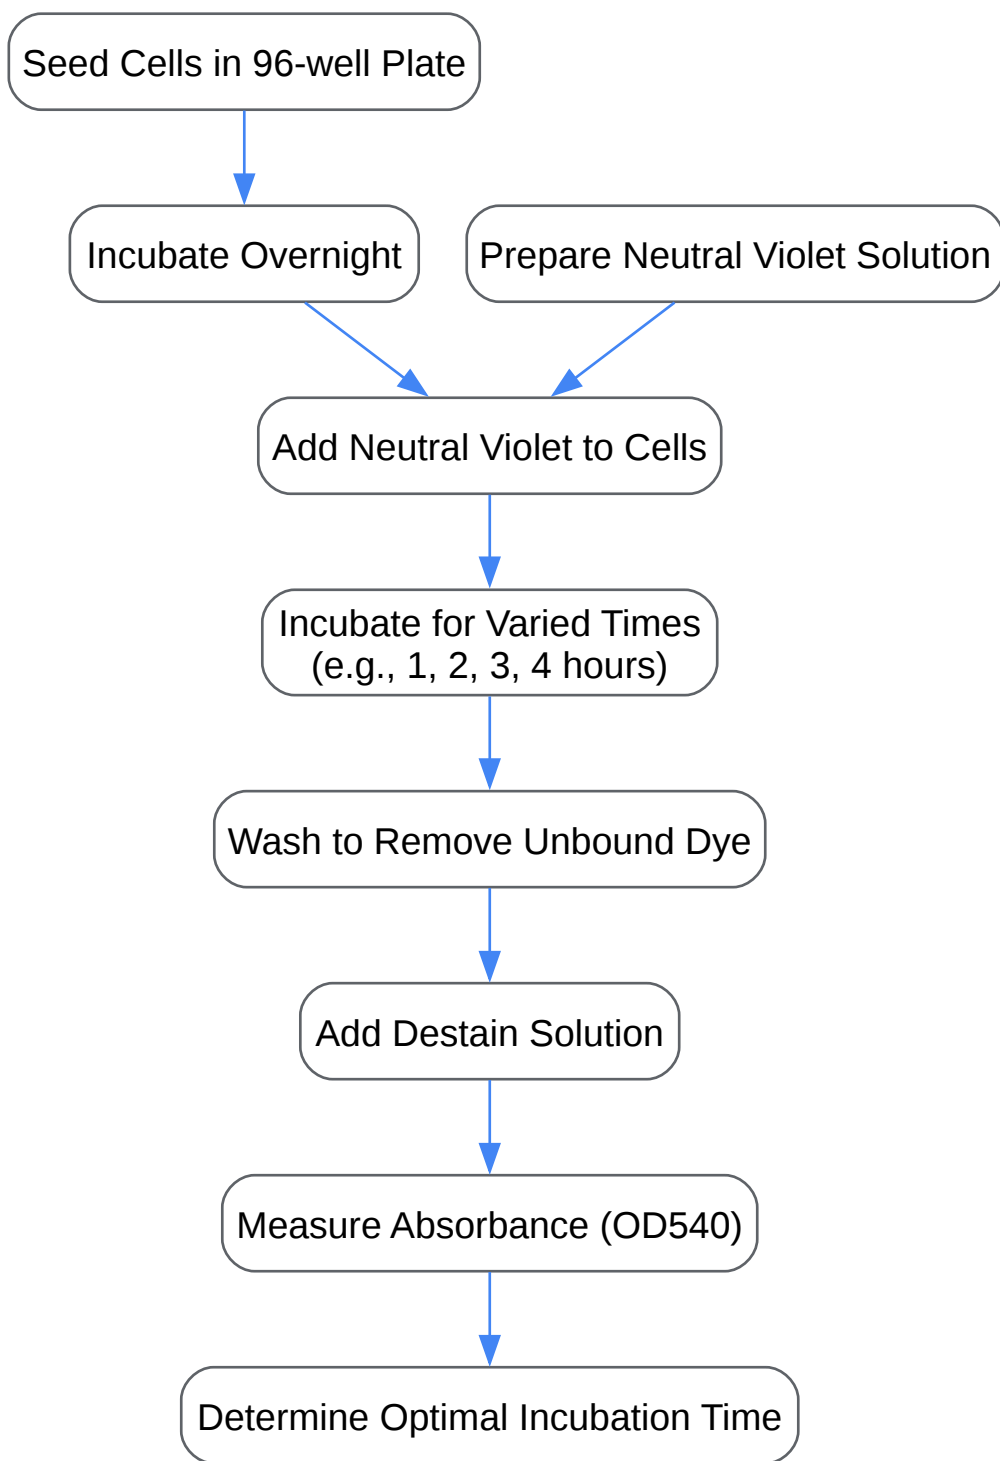 Seed Cells in 96-well Plate
Incubate Overnight
Prepare Neutral Violet Solution
Add Neutral Violet to Cells
Incubate for Varied Times
(e.g., 1, 2, 3, 4 hours)
Wash to Remove Unbound Dye
Add Destain Solution
Measure Absorbance (OD540)
Determine Optimal Incubation Time